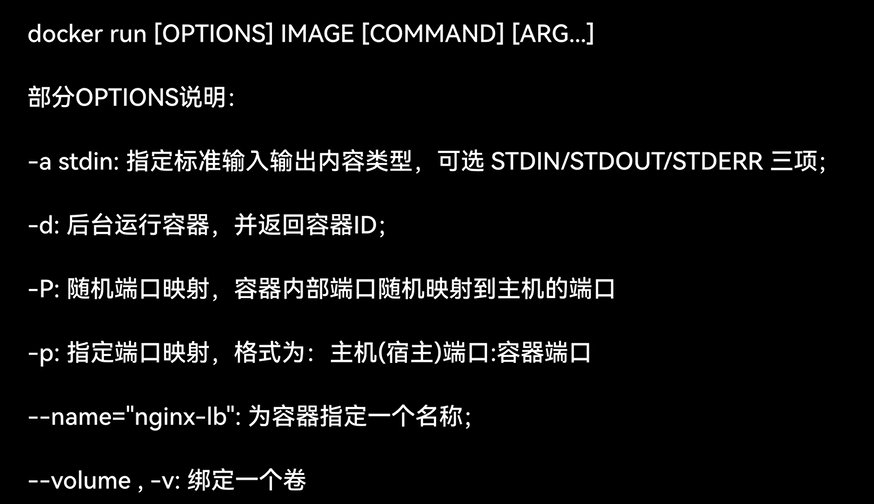 docker run [OPTIONS] IMAGE [COMMAND] [ARG...]
部分OPTIONS说明：
-a stdin: 指定标准输入输出内容类型，可选 STDIN/STDOUT/STDERR 三项；
-d: 后台运行容器，并返回容器ID；
-P: 随机端口映射，容器内部端口随机映射到主机的端口
-p: 指定端口映射，格式为：主机(宿主)端口:容器端口
--name="nginx-lb": 为容器指定一个名称；
--volume , -v: 绑定一个卷